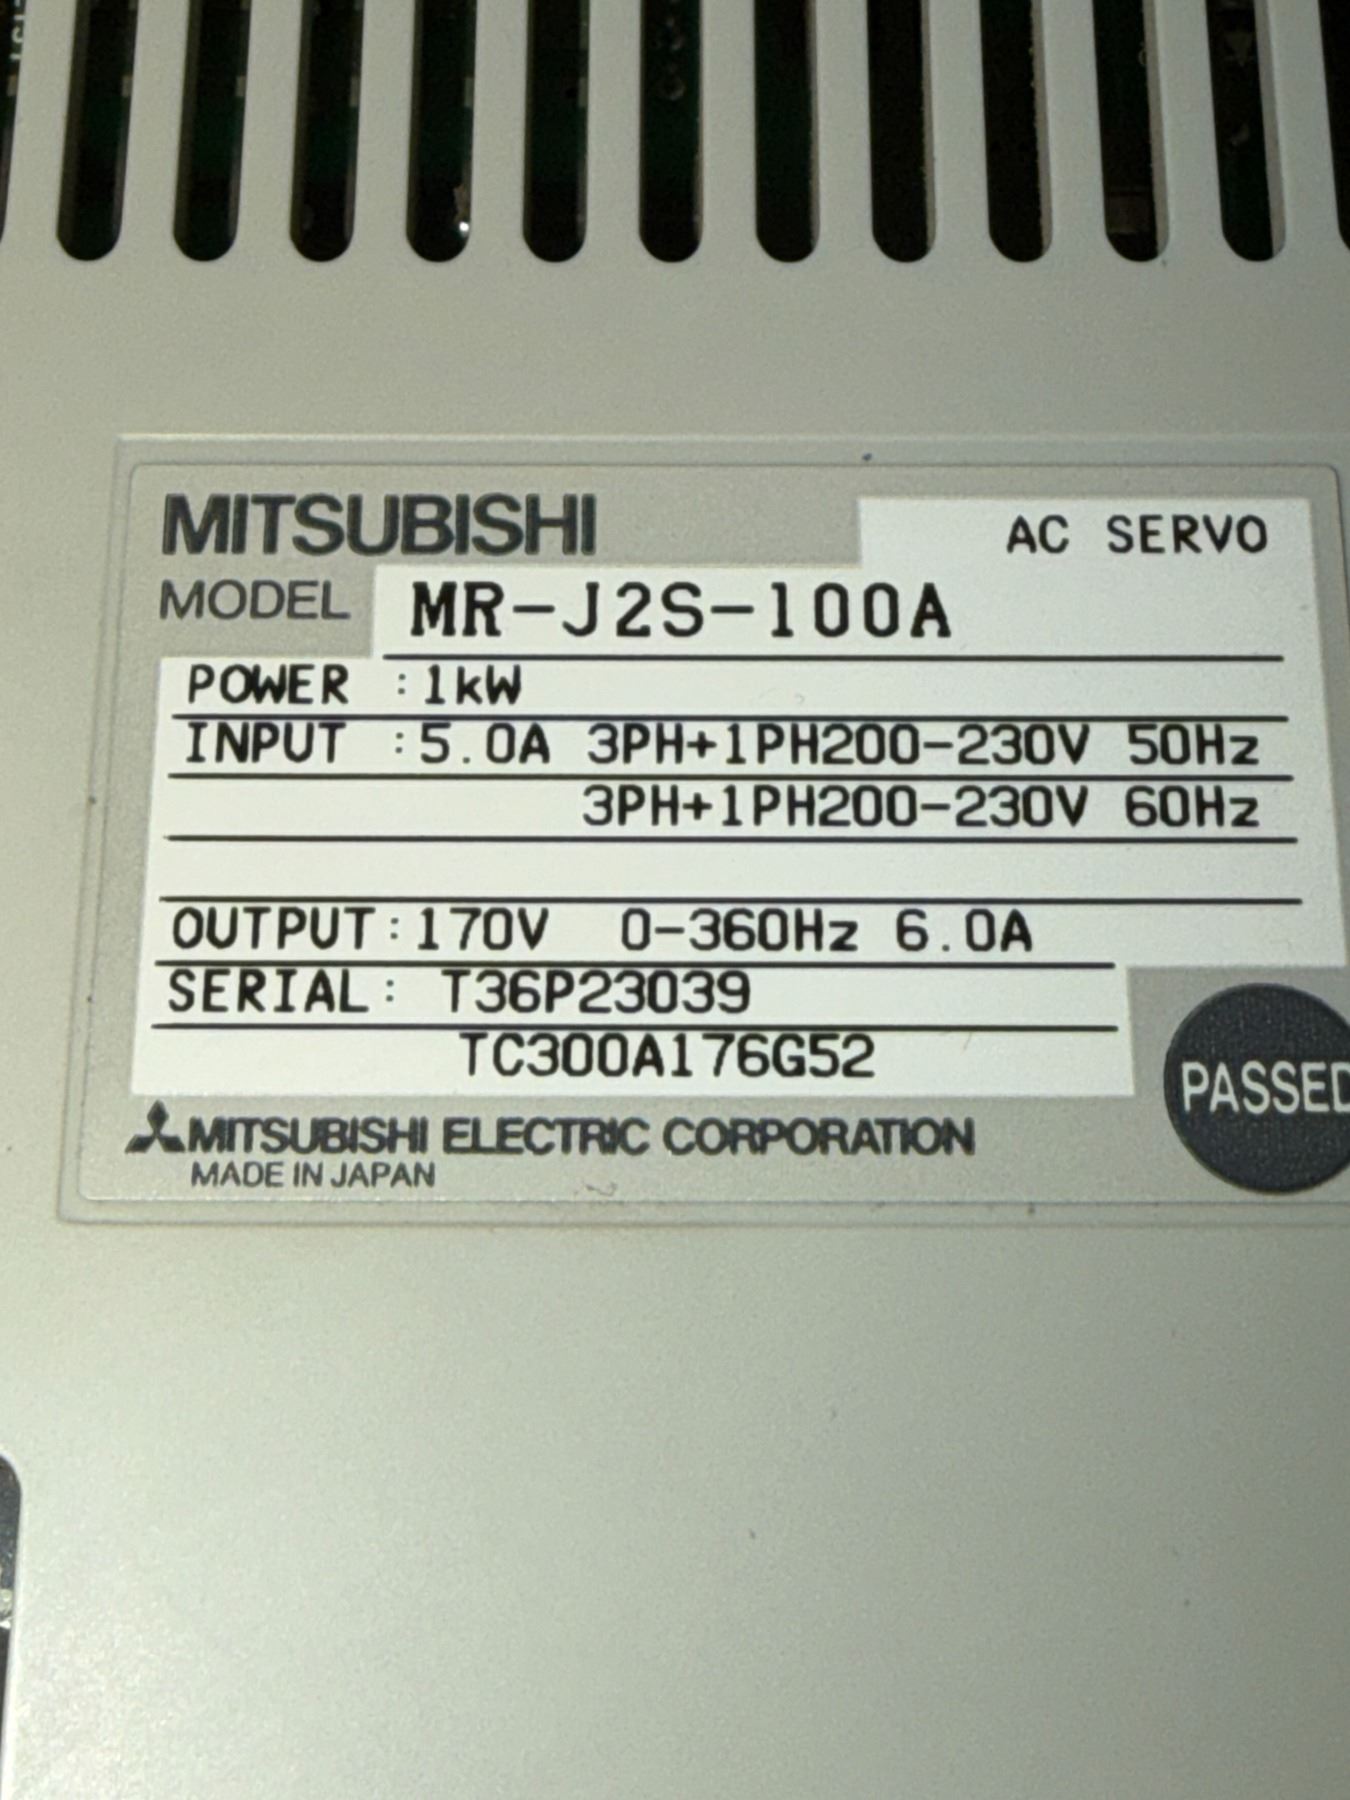 MITSUBISHI
AC SERVO
MODEL MR-J2S-100A
POWER :1kW
INPUT :5.0A 3PH+1PH200-230V 50Hz
3PH+1PH200-230V 60Hz
OUTPUT:170V 0-360Hz 6.0A
SERIAL: T36P23039
TC300A176G52
PASSED
MITSUBISHI ELECTRIC CORPORATION
MADE IN JAPAN